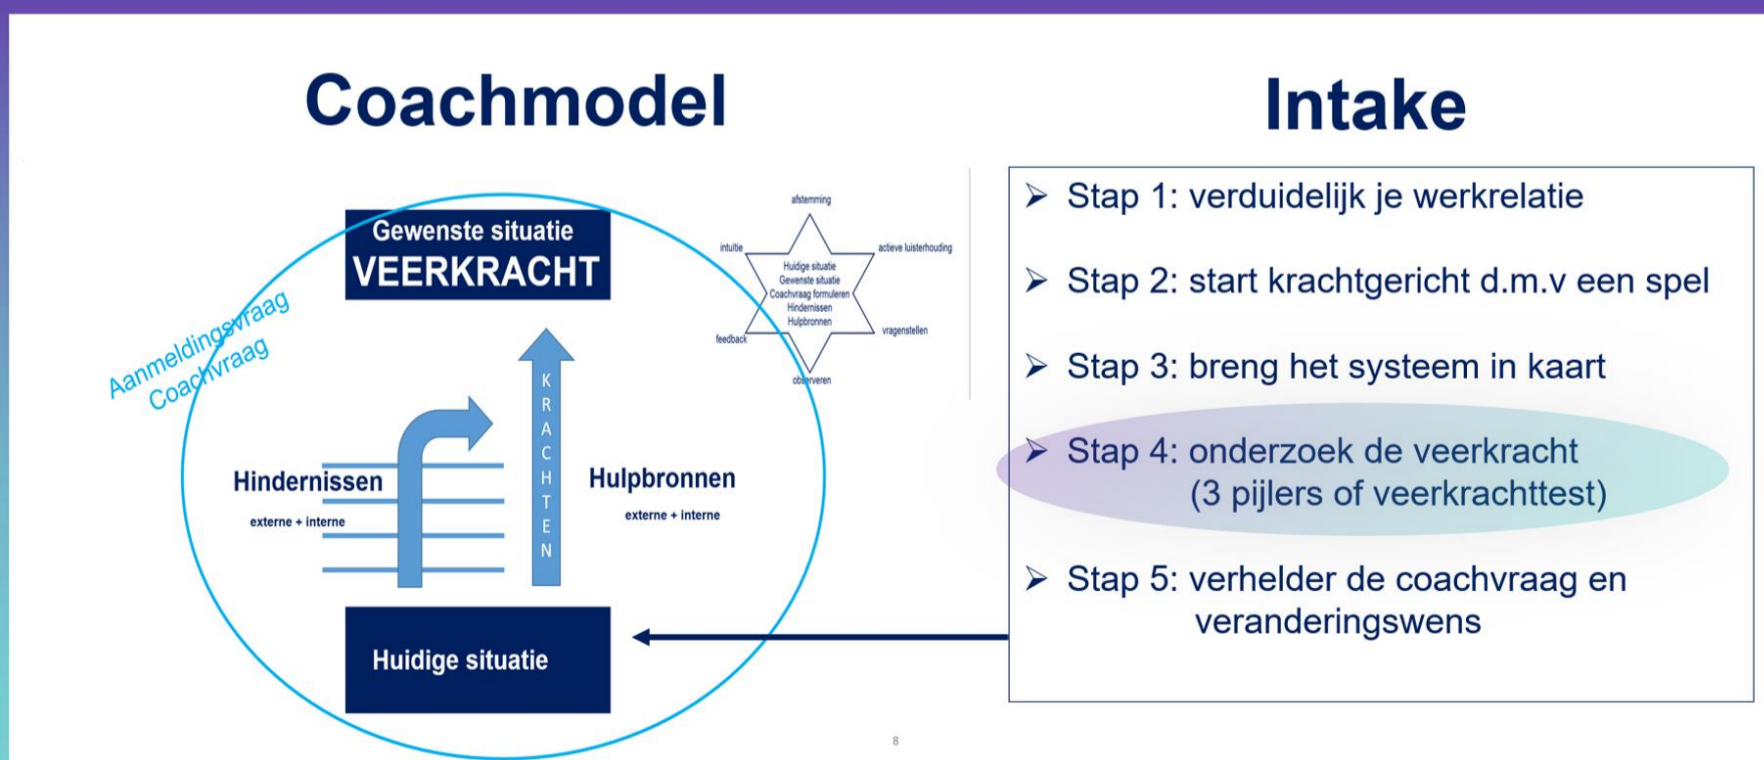 Coachmodel
Gewenste situatie
VEERKRACHT
Aanmeldingsvraag
Coachvraag
KRACHTEN
Hindernissen
externe + interne
Hulpbronnen
externe + interne
Huidige situatie
afstemming
intuïtie
actieve luisterhouding
Huidige situatie
Gewenste situatie
Coachvraag formuleren
Hindernissen
Hulpbronnen
feedback
vragenstellen
observeren
Intake
➢ Stap 1: verduidelijk je werkrelatie
➢ Stap 2: start krachtgericht d.m.v een spel
➢ Stap 3: breng het systeem in kaart
➢ Stap 4: onderzoek de veerkracht
(3 pijlers of veerkrachttest)
➢ Stap 5: verhelder de coachvraag en
veranderingswens
8